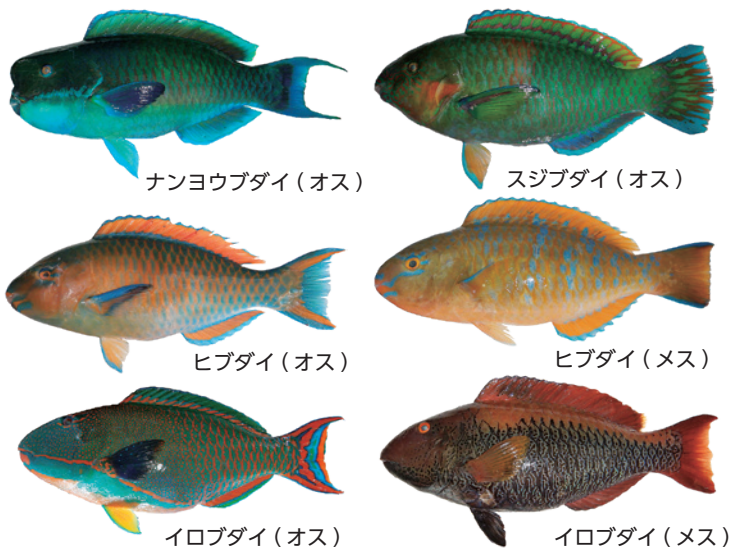 ナンヨウブダイ ( オス )
スジブダイ ( オス )
ヒブダイ ( オス )
ヒブダイ ( メス )
イロブダイ ( オス )
イロブダイ ( メス )